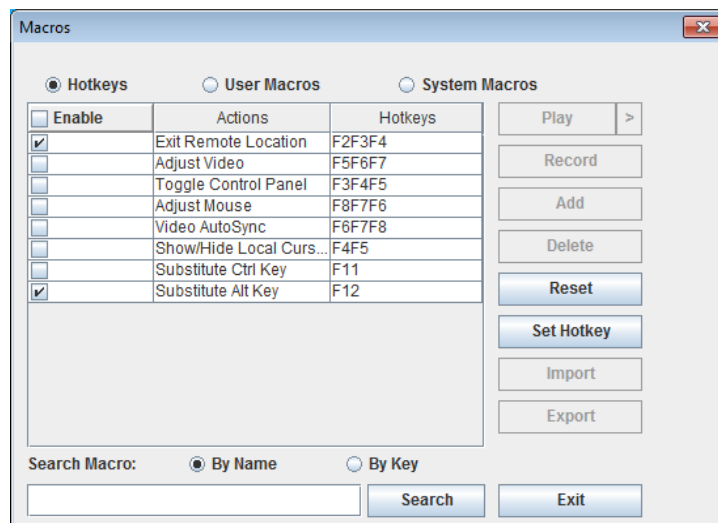 Macros
Hotkeys User Macros System Macros
Enable Actions Hotkeys Play >
Exit Remote Location F2F3F4
Adjust Video F5F6F7 Record
Toggle Control Panel F3F4F5
Adjust Mouse F8F7F6 Add
Video AutoSync F6F7F8
Show/Hide Local Curs... F4F5 Delete
Substitute Ctrl Key F11
Substitute Alt Key F12 Reset
Set Hotkey
Import
Export
Search Macro: By Name By Key
Search Exit